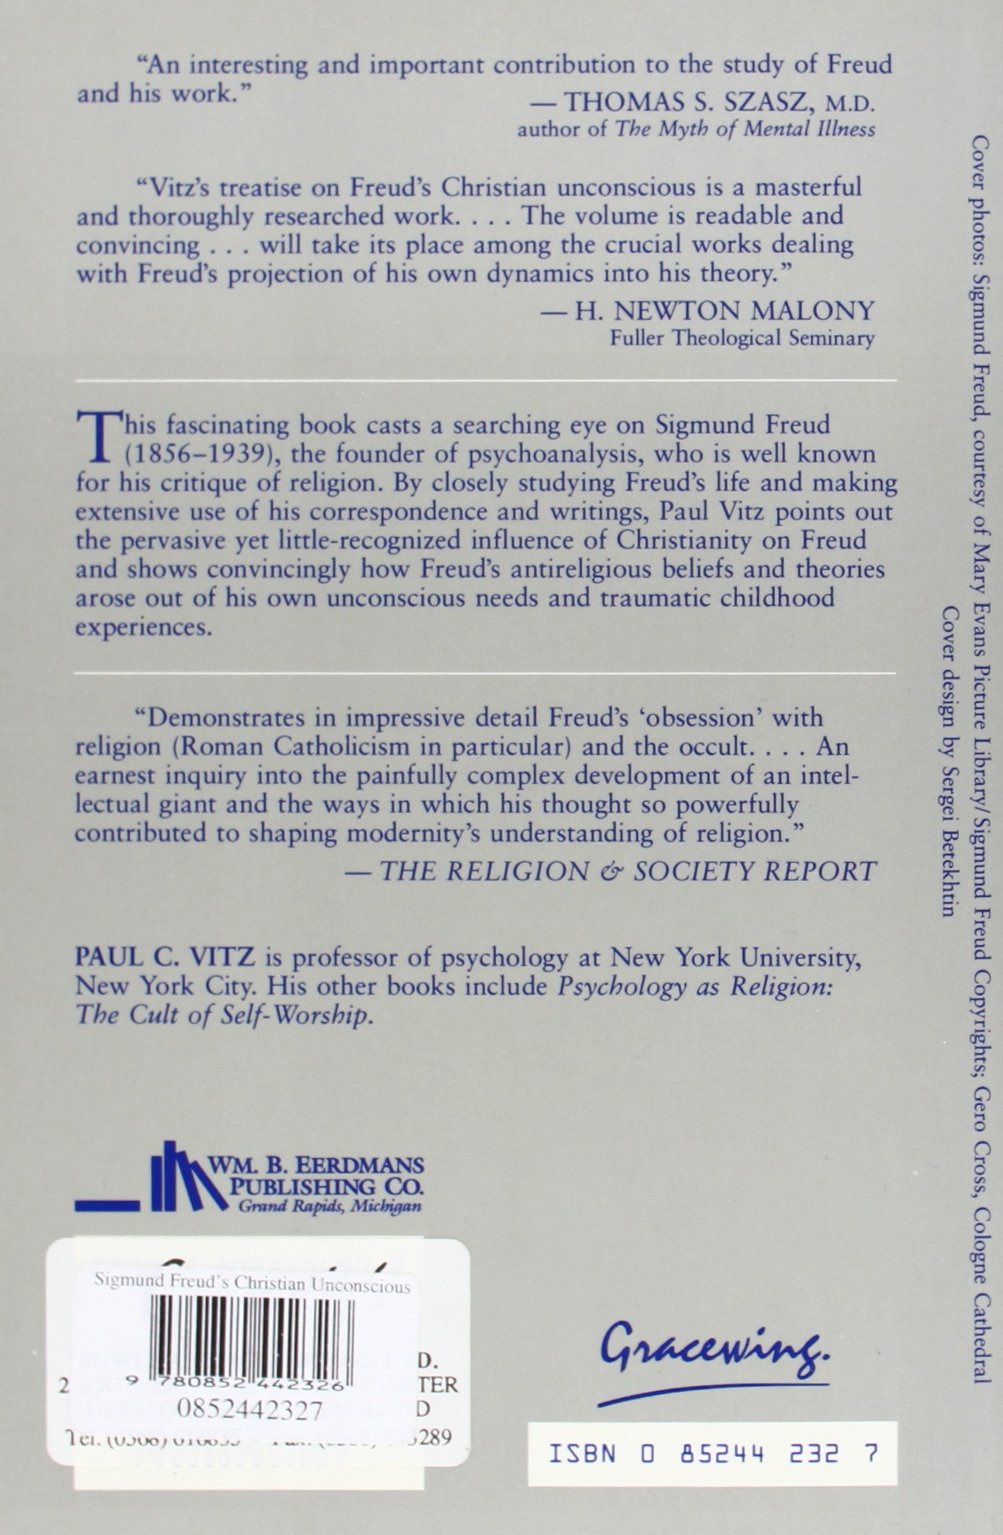 “An interesting and important contribution to the study of Freud
and his work.”
— THOMAS S. SZASZ, M.D.
author of The Myth of Mental Illness
“Vitz’s treatise on Freud’s Christian unconscious is a masterful
and thoroughly researched work. . . . The volume is readable and
convincing . . . will take its place among the crucial works dealing
with Freud’s projection of his own dynamics into his theory.”
— H. NEWTON MALONY
Fuller Theological Seminary
This fascinating book casts a searching eye on Sigmund Freud
(1856–1939), the founder of psychoanalysis, who is well known
for his critique of religion. By closely studying Freud’s life and making
extensive use of his correspondence and writings, Paul Vitz points out
the pervasive yet little-recognized influence of Christianity on Freud
and shows convincingly how Freud’s antireligious beliefs and theories
arose out of his own unconscious needs and traumatic childhood
experiences.
“Demonstrates in impressive detail Freud’s ‘obsession’ with
religion (Roman Catholicism in particular) and the occult. . . . An
earnest inquiry into the painfully complex development of an intel-
lectual giant and the ways in which his thought so powerfully
contributed to shaping modernity’s understanding of religion.”
— THE RELIGION & SOCIETY REPORT
PAUL C. VITZ is professor of psychology at New York University,
New York City. His other books include Psychology as Religion:
The Cult of Self-Worship.
WM. B. EERDMANS
PUBLISHING CO.
Grand Rapids, Michigan
Sigmund Freud's Christian Unconscious
9 780852 442326
0852442327
D.
2 TER
D
289
Gracewing.
ISBN 0 85244 232 7
Cover photos: Sigmund Freud, courtesy of Mary Evans Picture Library/Sigmund Freud Copyrights; Gero Cross, Cologne Cathedral
Cover design by Sergei Betekhtin